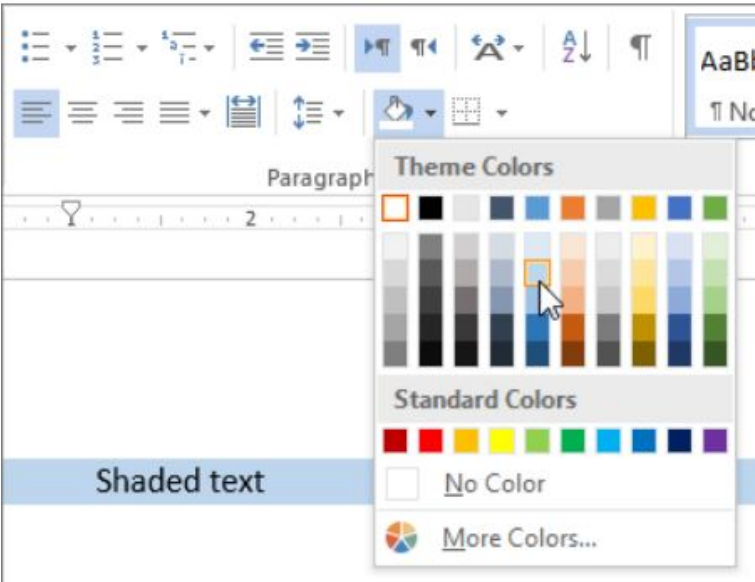 AaBb
¶ No
Paragraph
Theme Colors
2
Standard Colors
Shaded text
No Color
More Colors...